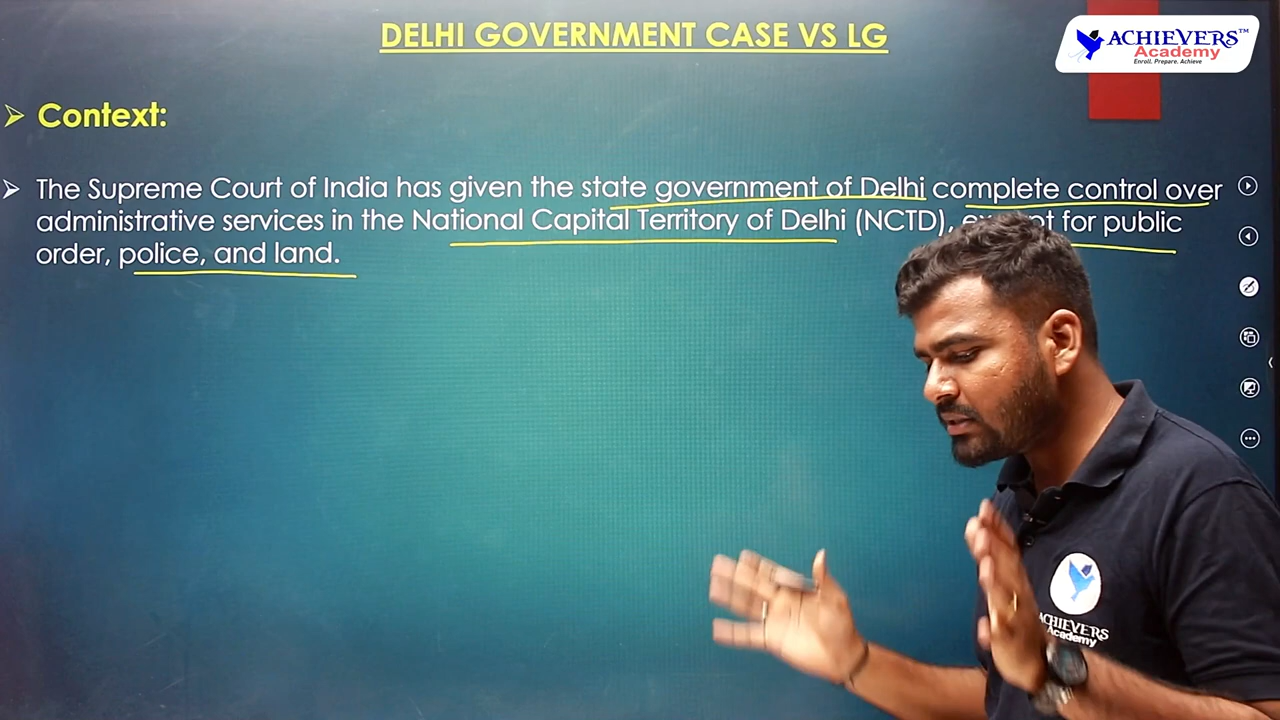 DELHI GOVERNMENT CASE VS LG
ACHIEVERS™
Academy
Enroll. Prepare. Achieve
Context:
The Supreme Court of India has given the state government of Delhi complete control over
administrative services in the National Capital Territory of Delhi (NCTD), for public
order, police, and land.
ACHIEVERS
Academy